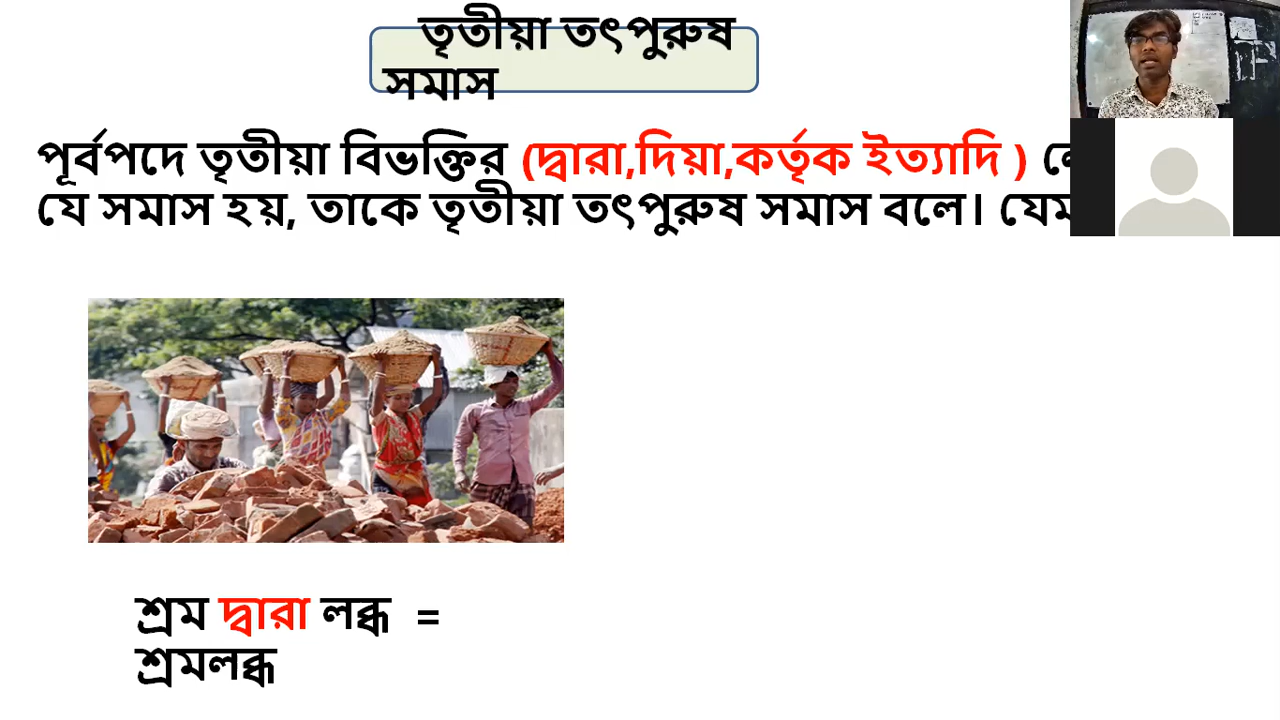 তৃতীয়া তৎপুরুষ
সমাস
পূর্বপদে তৃতীয়া বিভক্তির (দ্বারা,দিয়া,কর্তৃক ইত্যাদি )
যে সমাস হয়, তাকে তৃতীয়া তৎপুরুষ সমাস বলে।
শ্রম দ্বারা লব্ধ =
শ্রমলব্ধ